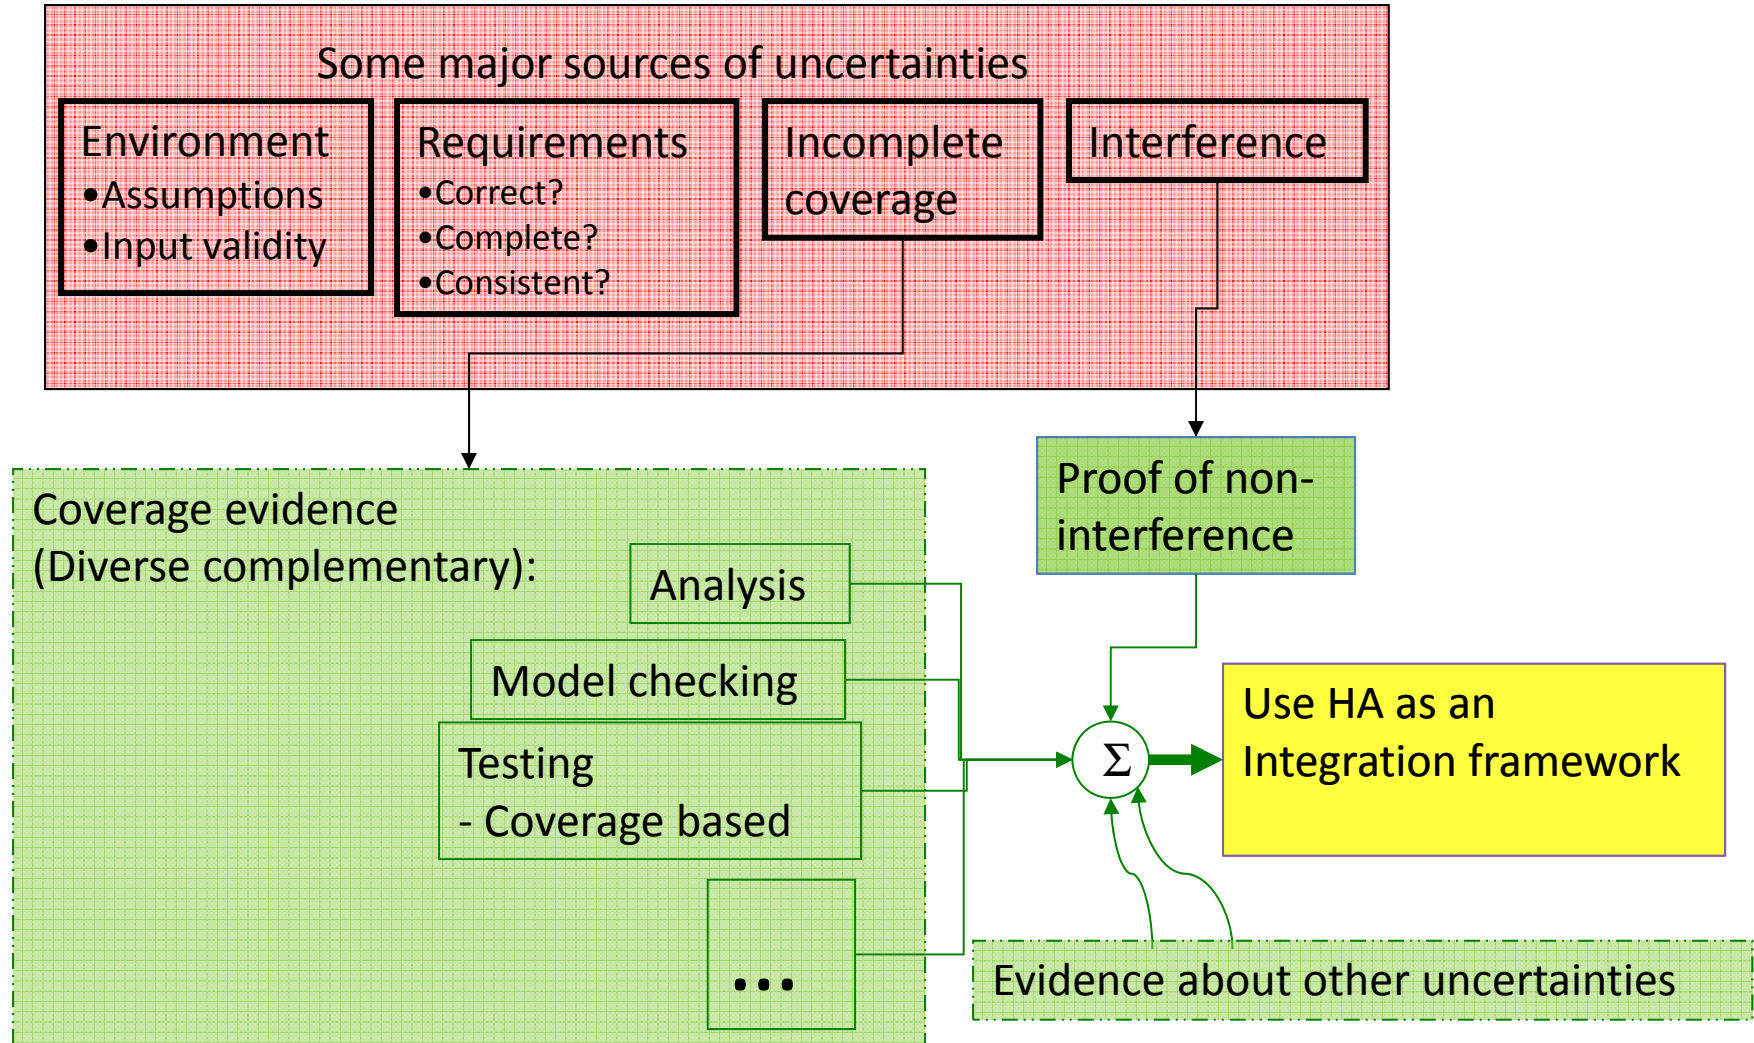 Some major sources of uncertainties
Environment
•Assumptions
•Input validity
Requirements
•Correct?
•Complete?
•Consistent?
Incomplete
coverage
Interference
Coverage evidence
(Diverse complementary):
Analysis
Model checking
Testing
- Coverage based
...
Proof of non-
interference
Σ
Use HA as an
Integration framework
Evidence about other uncertainties